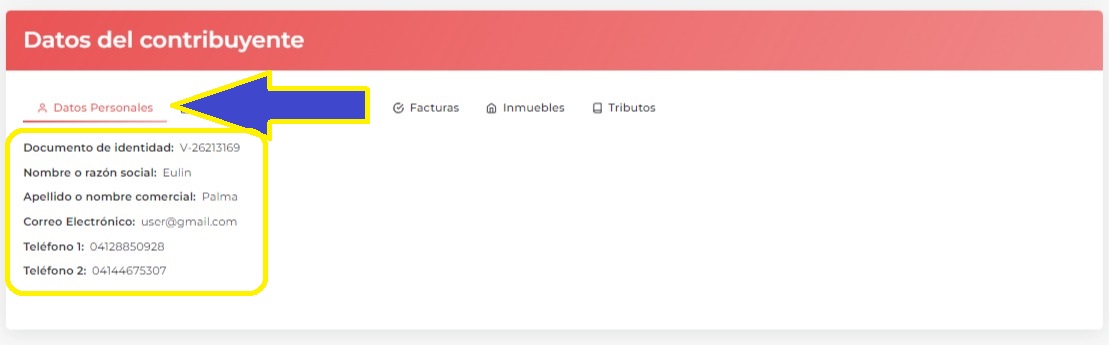 Datos del contribuyente
Datos Personales Facturas Inmuebles Tributos
Documento de identidad: V-26213169
Nombre o razón social: Eulin
Apellido o nombre comercial: Palma
Correo Electrónico: user@gmail.com
Teléfono 1: 04128850928
Teléfono 2: 04144675307